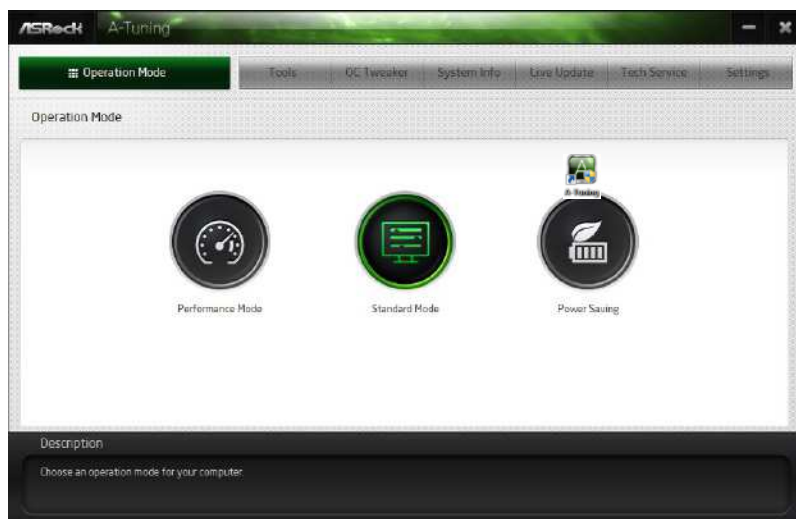 ASRock A-Tuning
Operation Mode Tools OC Tweaker System Info Live Update Tech Service Settings
Operation Mode
A-Tuning
Performance Mode Standard Mode Power Saving
Description
Choose an operation mode for your computer.